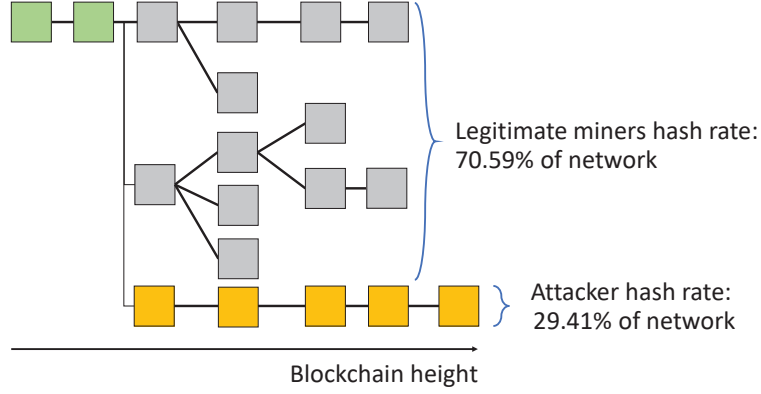 Legitimate miners hash rate:
70.59% of network
Attacker hash rate:
29.41% of network
Blockchain height